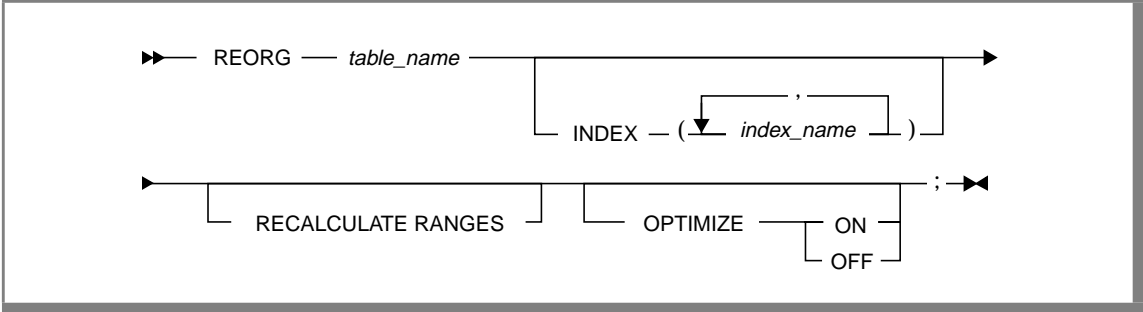 REORG table_name
,
INDEX ( index_name )
RECALCULATE RANGES OPTIMIZE ON ;
OFF